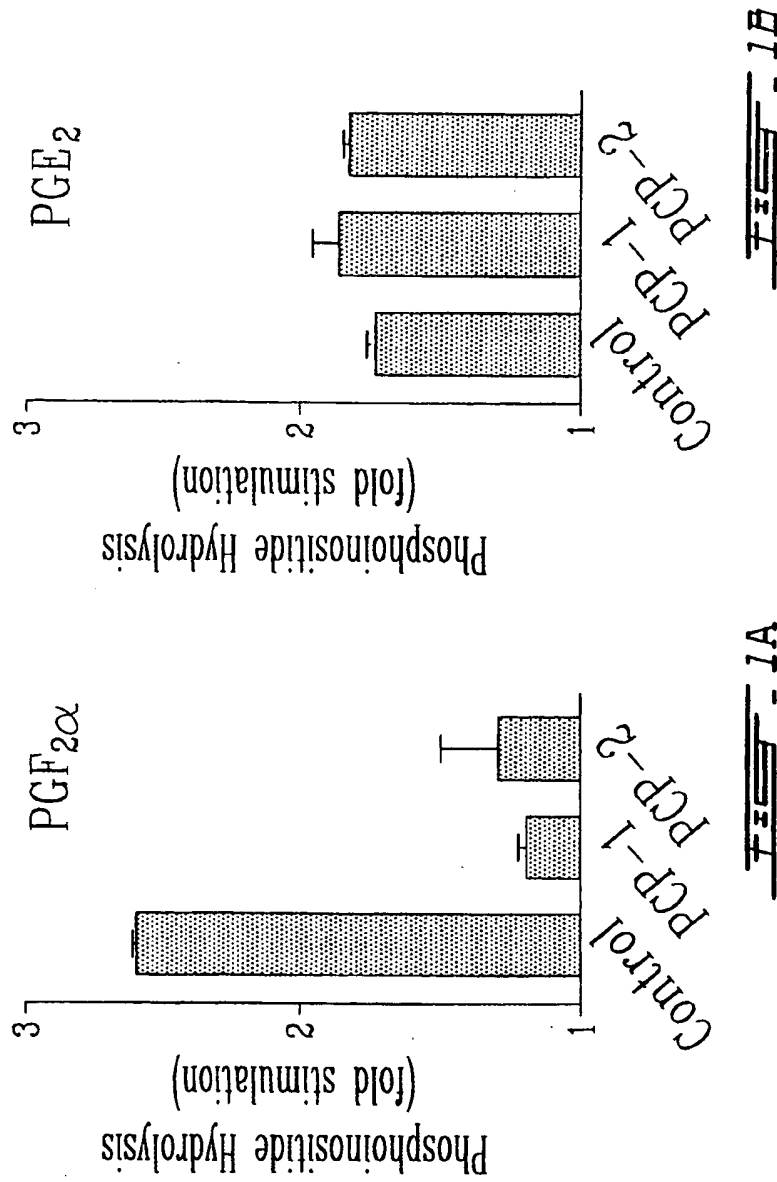 PGF2α
Phosphoinositide Hydrolysis
(fold stimulation)
3
2
1
Control
PCP-1
PCP-2
Fig. 1A
PGE2
Phosphoinositide Hydrolysis
(fold stimulation)
3
2
1
Control
PCP-1
PCP-2
Fig. 1B